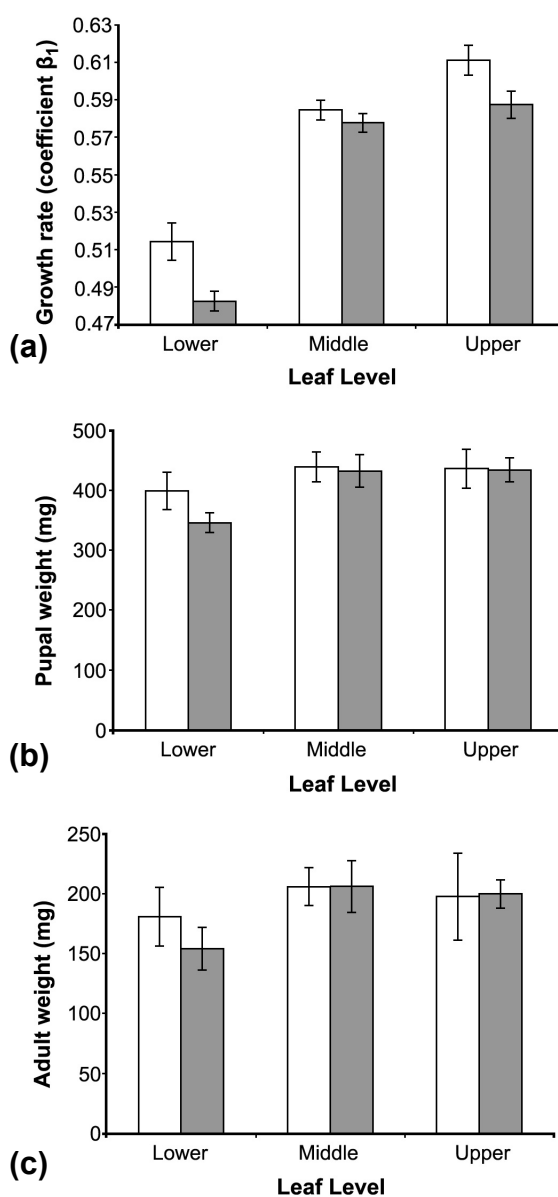 Growth rate (coefficient β1)
0.63
0.61
0.59
0.57
0.55
0.53
0.51
0.49
0.47
Lower Middle Upper
Leaf Level
(a)
Pupal weight (mg)
500
400
300
200
100
0
Lower Middle Upper
Leaf Level
(b)
Adult weight (mg)
250
200
150
100
50
0
Lower Middle Upper
Leaf Level
(c)